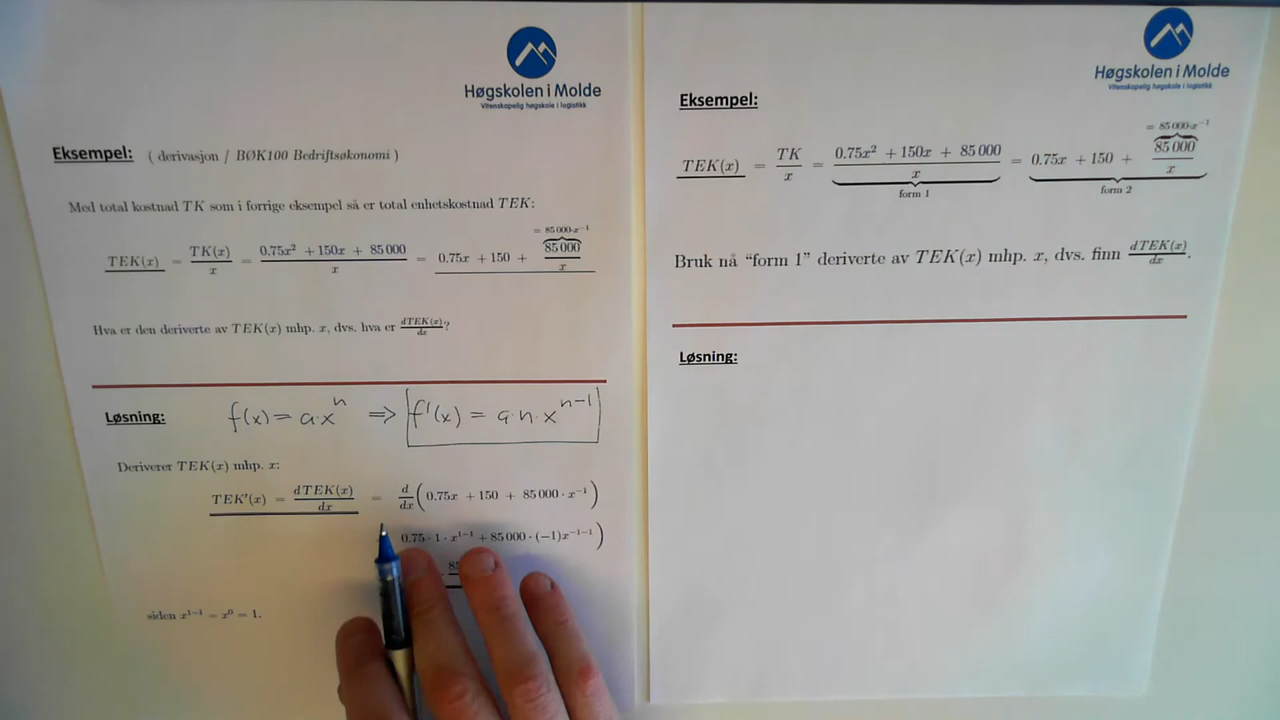 Høgskolen i Molde
Vitenskapelig høgskole i logistikk
Eksempel: ( derivasjon / BØK100 Bedriftsøkonomi )
Med total kostnad TK som i forrige eksempel så er total enhetskostnad TEK:
TEK(x) = TK(x)/x = 0.75x² + 150x + 85 000/x = 0.75x + 150 + 85 000/x = 85 000·x⁻¹
Hva er den deriverte av TEK(x) mhp. x, dvs. hva er dTEK(x)/dx?
Løsning: f(x) = a·xⁿ ⇒ f'(x) = a·n·xⁿ⁻¹
Deriverer TEK(x) mhp. x:
TEK'(x) = dTEK(x)/dx = d/dx(0.75x + 150 + 85 000 · x⁻¹)
0.75 · 1 · x¹⁻¹ + 85 000 · (−1)x⁻¹⁻¹)
siden x¹⁻¹ = x⁰ = 1.
Høgskolen i Molde
Vitenskapelig høgskole i logistikk
Eksempel:
TEK(x) = TK/x = 0.75x² + 150x + 85 000/x = 0.75x + 150 + 85 000/x = 85 000·x⁻¹
form 1 form 2
Bruk nå “form 1” deriverte av TEK(x) mhp. x, dvs. finn dTEK(x)/dx.
Løsning: